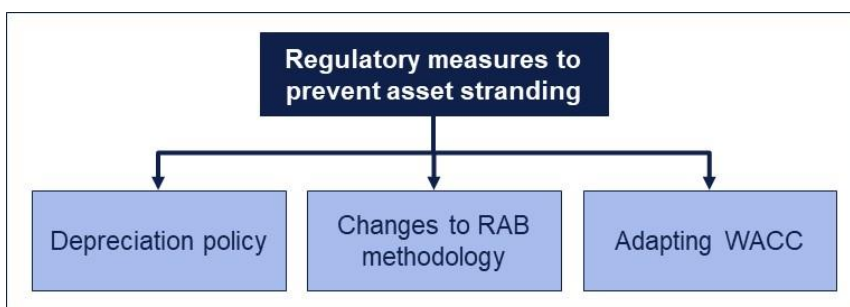 Regulatory measures to
prevent asset stranding
Depreciation policy
Changes to RAB
methodology
Adapting WACC